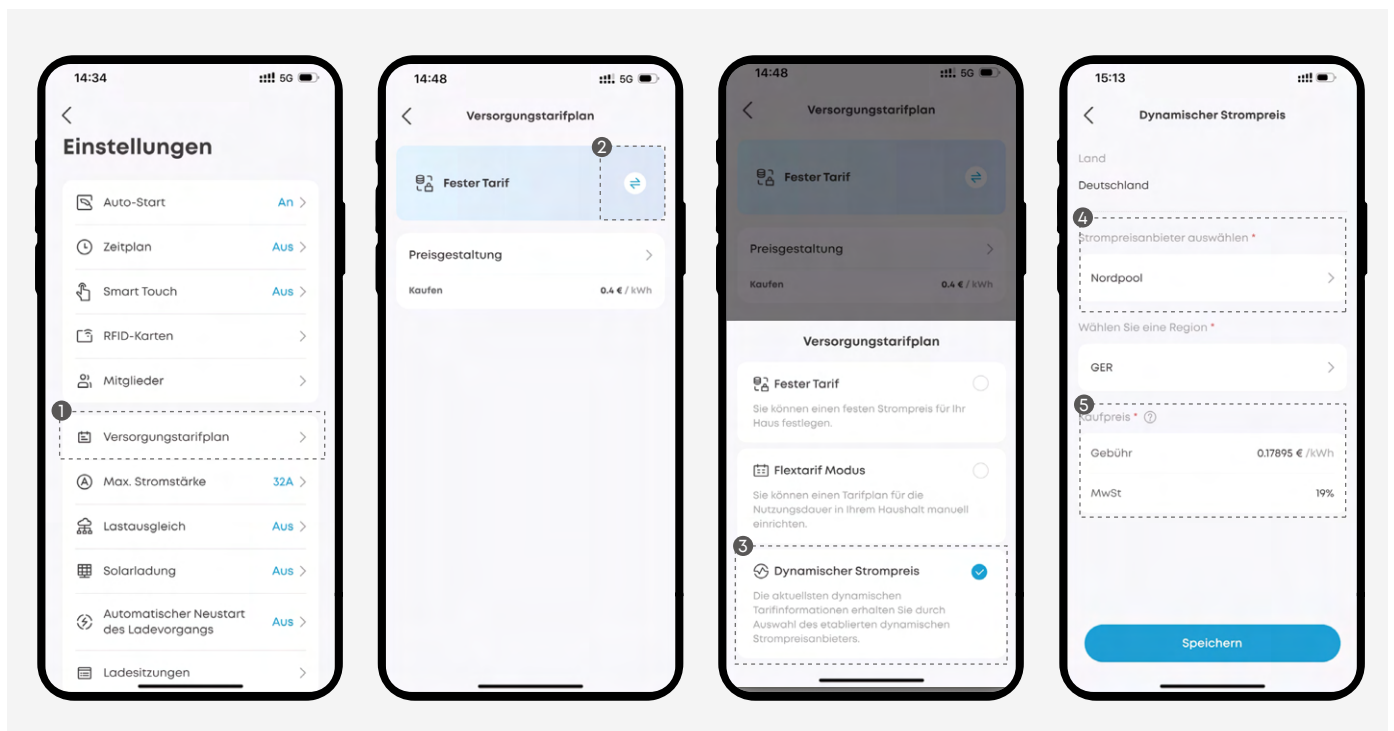 14:34
5G
Einstellungen
Auto-Start
An
Zeitplan
Aus
Smart Touch
Aus
RFID-Karten
Mitglieder
1
Versorgungstarifplan
Max. Stromstärke
32A
Lastausgleich
Aus
Solarladung
Aus
Automatischer Neustart
des Ladevorgangs
Aus
Ladesitzungen
14:48
5G
Versorgungstarifplan
2
Fester Tarif
Preisgestaltung
Kaufen
0.4 € / kWh
14:48
5G
Versorgungstarifplan
Fester Tarif
Preisgestaltung
Kaufen
0.4 € / kWh
Versorgungstarifplan
Fester Tarif
Sie können einen festen Strompreis für Ihr
Haus festlegen.
Flextarif Modus
Sie können einen Tarifplan für die
Nutzungsdauer in Ihrem Haushalt manuell
einrichten.
3
Dynamischer Strompreis
Die aktuellsten dynamischen
Tarifinformationen erhalten Sie durch
Auswahl des etablierten dynamischen
Strompreisanbieters.
15:13
Dynamischer Strompreis
Land
Deutschland
4
Strompreisanbieter auswählen *
Nordpool
Wählen Sie eine Region *
GER
5
Kaufpreis * ?
Gebühr
0.17895 € /kWh
MwSt
19%
Speichern